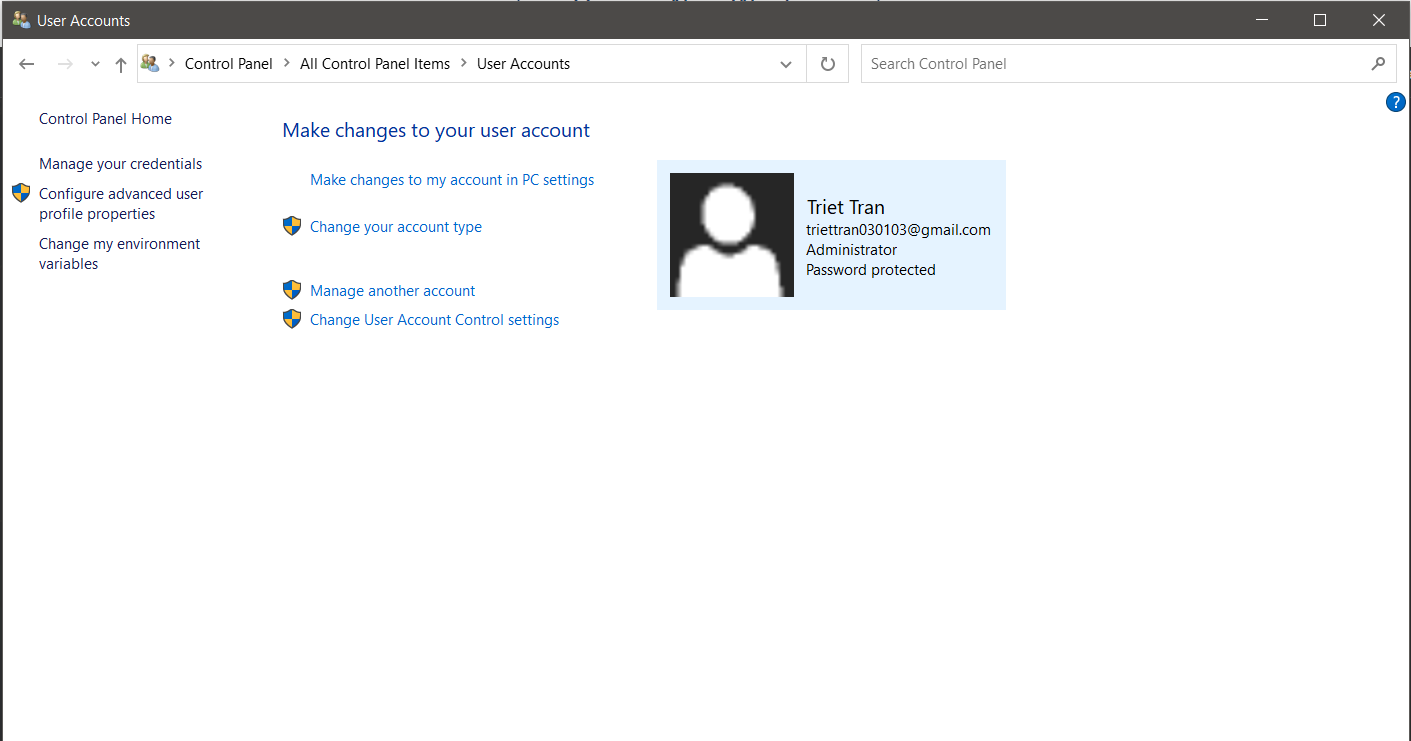 User Accounts
Control Panel > All Control Panel Items > User Accounts
Search Control Panel
?
Control Panel Home
Manage your credentials
Configure advanced user
profile properties
Change my environment
variables
Make changes to your user account
Make changes to my account in PC settings
Change your account type
Manage another account
Change User Account Control settings
Triet Tran
triettran030103@gmail.com
Administrator
Password protected